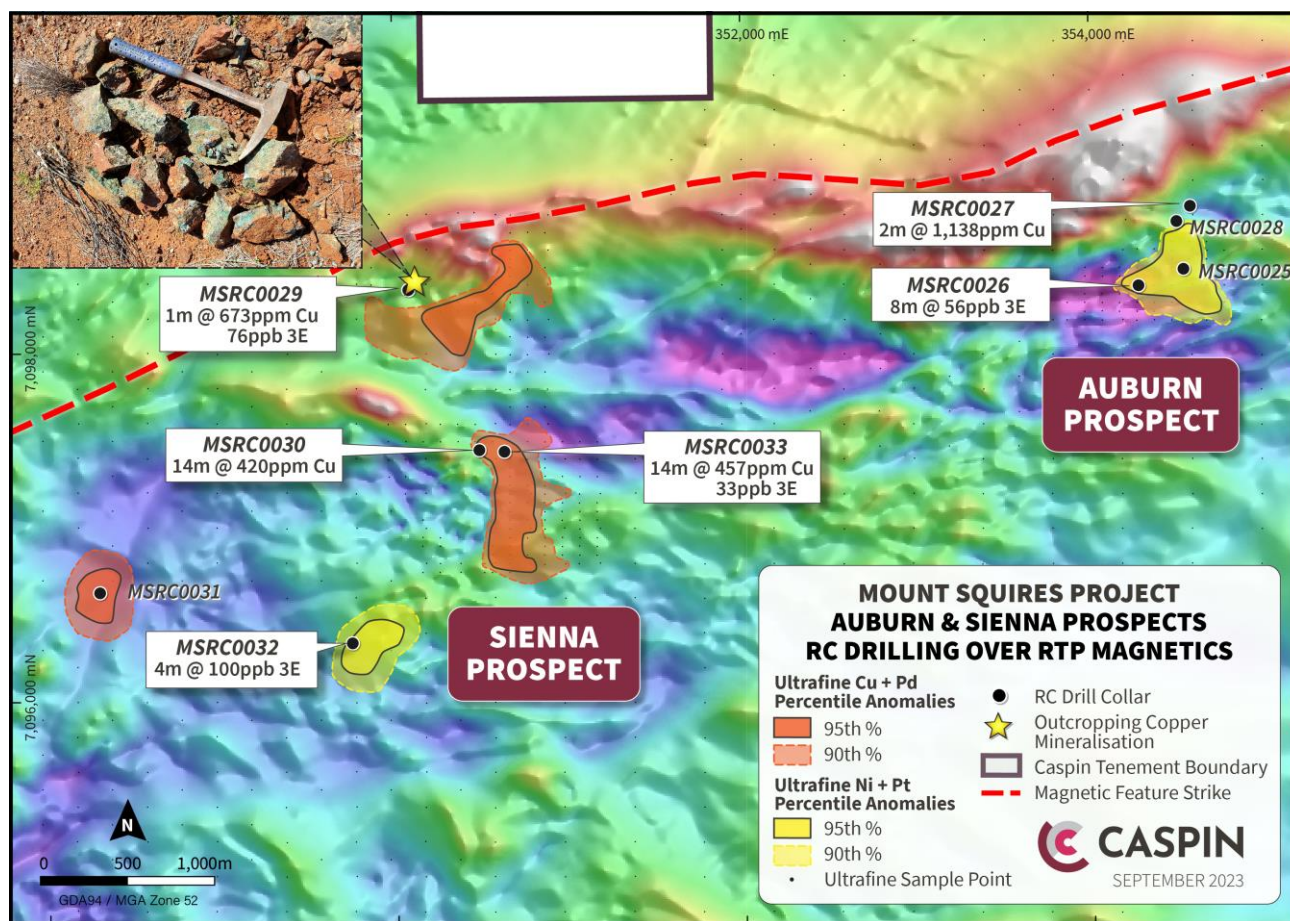 352,000 mE
354,000 mE
MSRC0027
2m @ 1,138ppm Cu
MSRC0028
MSRC0025
MSRC0026
8m @ 56ppb 3E
MSRC0029
1m @ 673ppm Cu
76ppb 3E
7,098,000 mN
AUBURN
PROSPECT
MSRC0030
14m @ 420ppm Cu
MSRC0033
14m @ 457ppm Cu
33ppb 3E
MSRC0031
MSRC0032
4m @ 100ppb 3E
SIENNA
PROSPECT
7,096,000 mN
MOUNT SQUIRES PROJECT
AUBURN & SIENNA PROSPECTS
RC DRILLING OVER RTP MAGNETICS
Ultrafine Cu + Pd
Percentile Anomalies
95th %
90th %
Ultrafine Ni + Pt
Percentile Anomalies
95th %
90th %
Ultrafine Sample Point
RC Drill Collar
Outcropping Copper
Mineralisation
Caspin Tenement Boundary
Magnetic Feature Strike
CASPIN
SEPTEMBER 2023
N
0 500 1,000m
GDA94 / MGA Zone 52